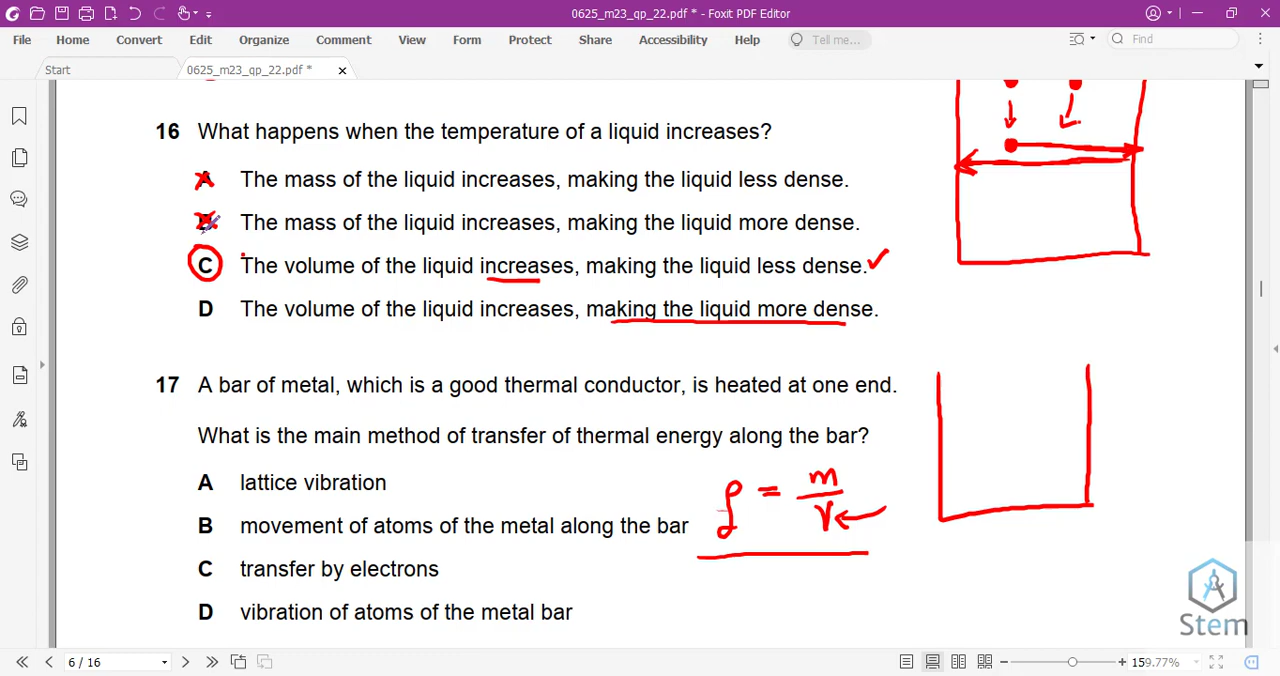 0625_m23_qp_22.pdf * - Foxit PDF Editor
File Home Convert Edit Organize Comment View Form Protect Share Accessibility Help Tell me... Find
Start 0625_m23_qp_22.pdf *
16 What happens when the temperature of a liquid increases?
A The mass of the liquid increases, making the liquid less dense.
B The mass of the liquid increases, making the liquid more dense.
C The volume of the liquid increases, making the liquid less dense.
D The volume of the liquid increases, making the liquid more dense.
17 A bar of metal, which is a good thermal conductor, is heated at one end.
What is the main method of transfer of thermal energy along the bar?
A lattice vibration
B movement of atoms of the metal along the bar
C transfer by electrons
D vibration of atoms of the metal bar
ρ = m
V
Stem
6 / 16
159.77%